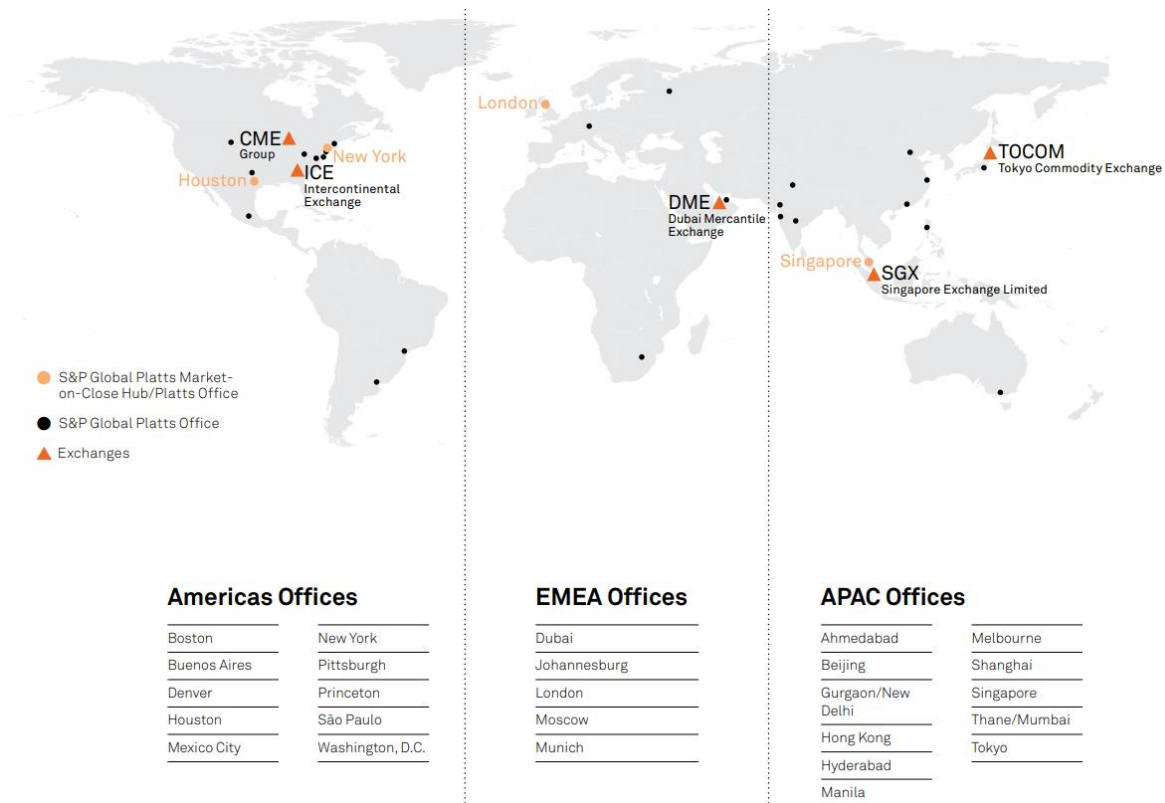 London
CME
Group
New York
ICE
Intercontinental
Exchange
Houston
DME
Dubai Mercantile
Exchange
TOCOM
Tokyo Commodity Exchange
Singapore
SGX
Singapore Exchange Limited
S&P Global Platts Market-
on-Close Hub/Platts Office
S&P Global Platts Office
Exchanges
Americas Offices
Boston
Buenos Aires
Denver
Houston
Mexico City
New York
Pittsburgh
Princeton
São Paulo
Washington, D.C.
EMEA Offices
Dubai
Johannesburg
London
Moscow
Munich
APAC Offices
Ahmedabad
Beijing
Gurgaon/New
Delhi
Hong Kong
Hyderabad
Manila
Melbourne
Shanghai
Singapore
Thane/Mumbai
Tokyo